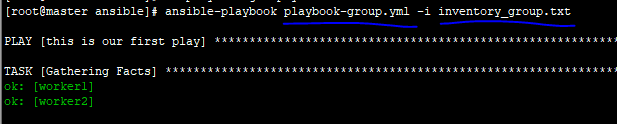 [root@master ansible]# ansible-playbook playbook-group.yml -i inventory_group.txt
PLAY [this is our first play] *************************************************************
TASK [Gathering Facts] ********************************************************************
ok: [worker1]
ok: [worker2]